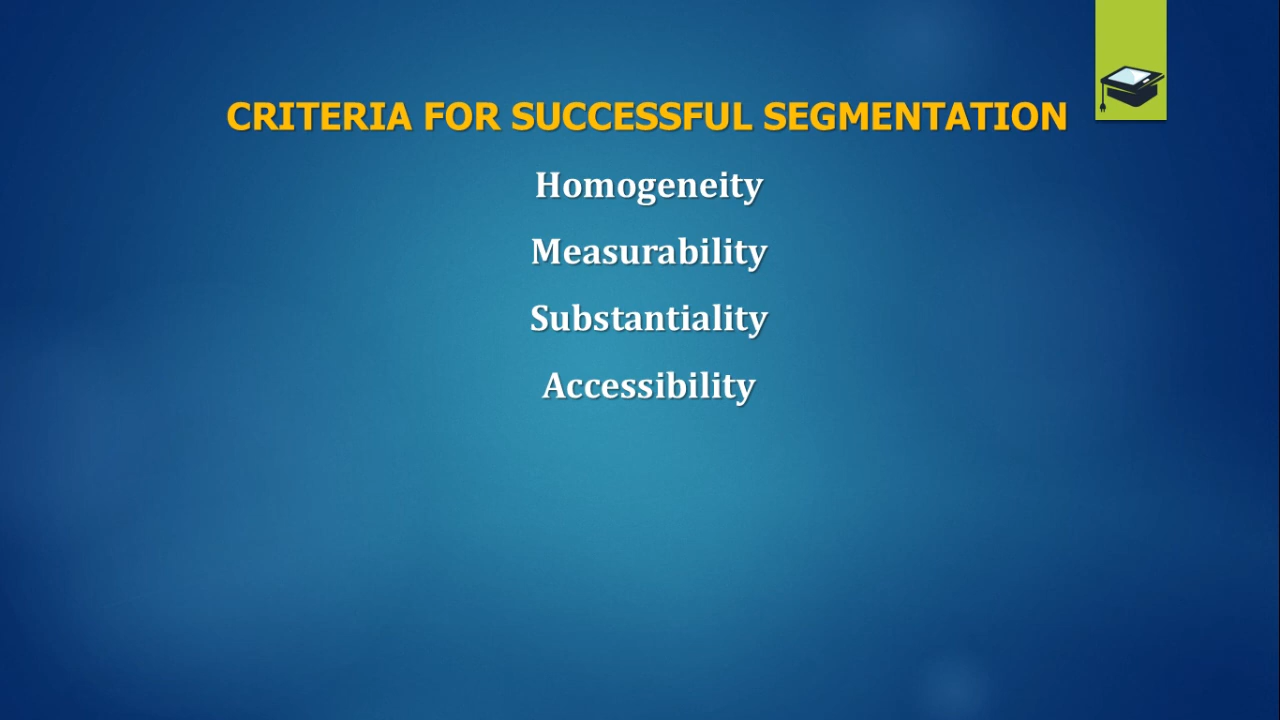 CRITERIA FOR SUCCESSFUL SEGMENTATION
Homogeneity
Measurability
Substantiality
Accessibility